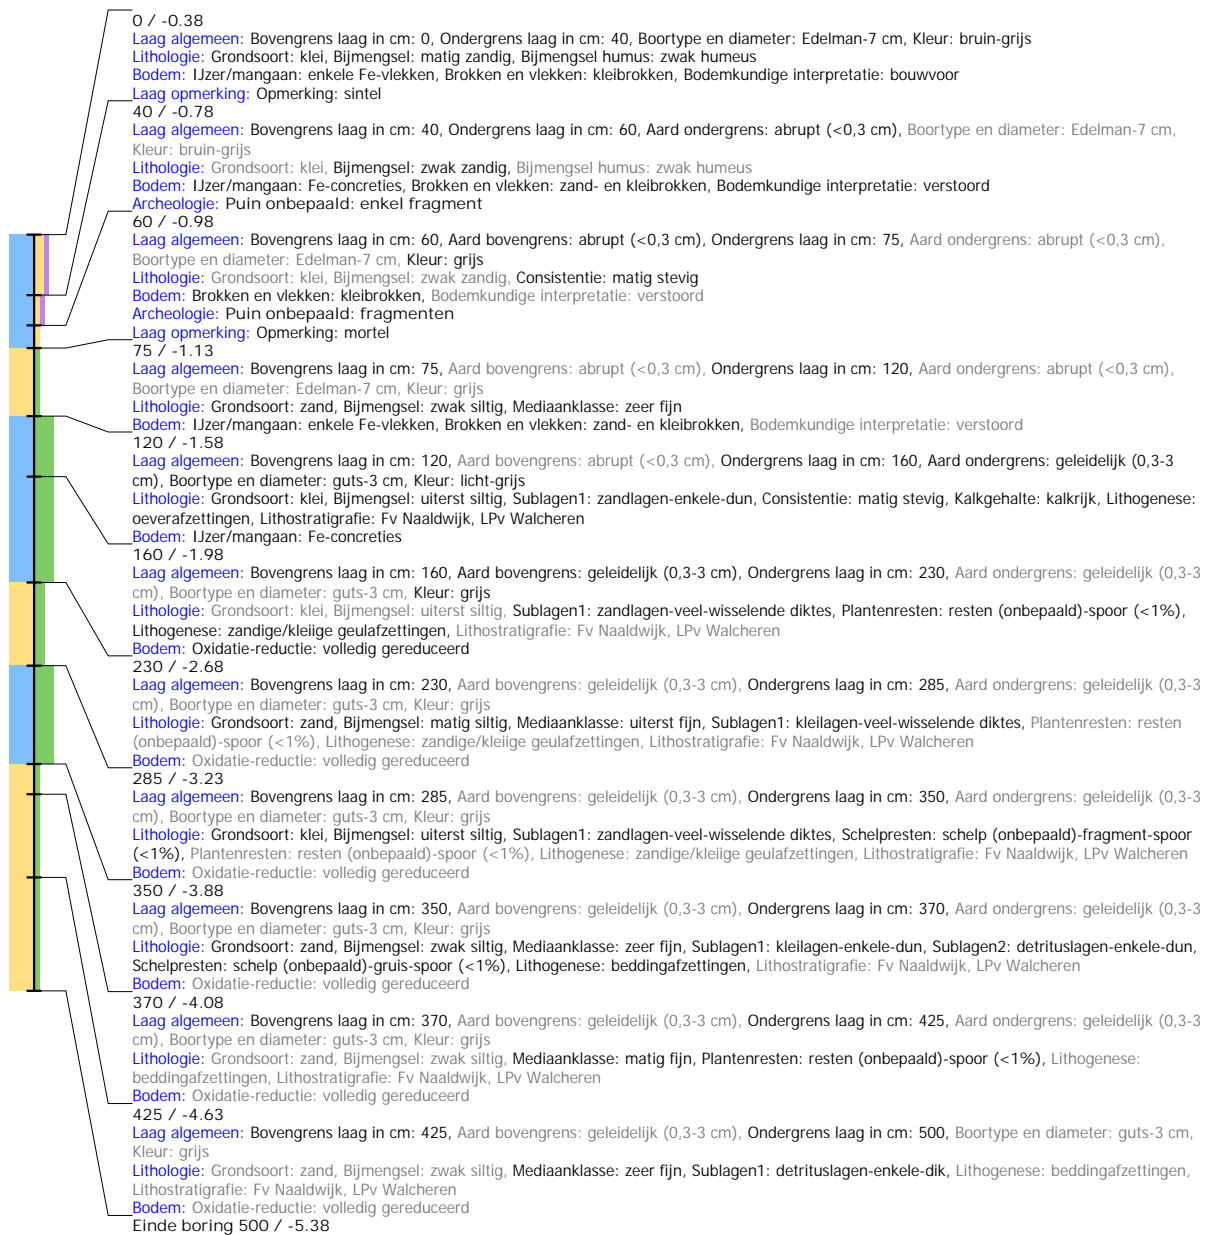 0 / -0.38
Laag algemeen: Bovengrens laag in cm: 0, Ondergrens laag in cm: 40, Boortype en diameter: Edelman-7 cm, Kleur: bruin-grijs
Lithologie: Grondsoort: klei, Bijmengsel: matig zandig, Bijmengsel humus: zwak humeus
Bodem: IJzer/mangaan: enkele Fe-vlekken, Brokken en vlekken: kleibrokken, Bodemkundige interpretatie: bouwvoor
Laag opmerking: Opmerking: sintel
40 / -0.78
Laag algemeen: Bovengrens laag in cm: 40, Ondergrens laag in cm: 60, Aard ondergrens: abrupt (<0,3 cm), Boortype en diameter: Edelman-7 cm,
Kleur: bruin-grijs
Lithologie: Grondsoort: klei, Bijmengsel: zwak zandig, Bijmengsel humus: zwak humeus
Bodem: IJzer/mangaan: Fe-concreties, Brokken en vlekken: zand- en kleibrokken, Bodemkundige interpretatie: verstoord
Archeologie: Puin onbepaald: enkel fragment
60 / -0.98
Laag algemeen: Bovengrens laag in cm: 60, Aard bovengrens: abrupt (<0,3 cm), Ondergrens laag in cm: 75, Aard ondergrens: abrupt (<0,3 cm),
Boortype en diameter: Edelman-7 cm, Kleur: grijs
Lithologie: Grondsoort: klei, Bijmengsel: zwak zandig, Consistentie: matig stevig
Bodem: Brokken en vlekken: kleibrokken, Bodemkundige interpretatie: verstoord
Archeologie: Puin onbepaald: fragmenten
Laag opmerking: Opmerking: mortel
75 / -1.13
Laag algemeen: Bovengrens laag in cm: 75, Aard bovengrens: abrupt (<0,3 cm), Ondergrens laag in cm: 120, Aard ondergrens: abrupt (<0,3 cm),
Boortype en diameter: Edelman-7 cm, Kleur: grijs
Lithologie: Grondsoort: zand, Bijmengsel: zwak siltig, Mediaanklasse: zeer fijn
Bodem: IJzer/mangaan: enkele Fe-vlekken, Brokken en vlekken: zand- en kleibrokken, Bodemkundige interpretatie: verstoord
120 / -1.58
Laag algemeen: Bovengrens laag in cm: 120, Aard bovengrens: abrupt (<0,3 cm), Ondergrens laag in cm: 160, Aard ondergrens: geleidelijk (0,3-3
cm), Boortype en diameter: guts-3 cm, Kleur: licht-grijs
Lithologie: Grondsoort: klei, Bijmengsel: uiterst siltig, Sublagen1: zandlagen-enkele-dun, Consistentie: matig stevig, Kalkgehalte: kalkrijk, Lithogenese:
oeverafzettingen, Lithostratigrafie: Fv Naaldwijk, LPv Walcheren
Bodem: IJzer/mangaan: Fe-concreties
160 / -1.98
Laag algemeen: Bovengrens laag in cm: 160, Aard bovengrens: geleidelijk (0,3-3 cm), Ondergrens laag in cm: 230, Aard ondergrens: geleidelijk (0,3-3
cm), Boortype en diameter: guts-3 cm, Kleur: grijs
Lithologie: Grondsoort: klei, Bijmengsel: uiterst siltig, Sublagen1: zandlagen-veel-wisselende diktes, Plantenresten: resten (onbepaald)-spoor (<1%),
Lithogenese: zandige/kleiige geulafzettingen, Lithostratigrafie: Fv Naaldwijk, LPv Walcheren
Bodem: Oxidatie-reductie: volledig gereduceerd
230 / -2.68
Laag algemeen: Bovengrens laag in cm: 230, Aard bovengrens: geleidelijk (0,3-3 cm), Ondergrens laag in cm: 285, Aard ondergrens: geleidelijk (0,3-3
cm), Boortype en diameter: guts-3 cm, Kleur: grijs
Lithologie: Grondsoort: zand, Bijmengsel: matig siltig, Mediaanklasse: uiterst fijn, Sublagen1: kleilagen-veel-wisselende diktes, Plantenresten: resten
(onbepaald)-spoor (<1%), Lithogenese: zandige/kleiige geulafzettingen, Lithostratigrafie: Fv Naaldwijk, LPv Walcheren
Bodem: Oxidatie-reductie: volledig gereduceerd
285 / -3.23
Laag algemeen: Bovengrens laag in cm: 285, Aard bovengrens: geleidelijk (0,3-3 cm), Ondergrens laag in cm: 350, Aard ondergrens: geleidelijk (0,3-3
cm), Boortype en diameter: guts-3 cm, Kleur: grijs
Lithologie: Grondsoort: klei, Bijmengsel: uiterst siltig, Sublagen1: zandlagen-veel-wisselende diktes, Schelpresten: schelp (onbepaald)-fragment-spoor
(<1%), Plantenresten: resten (onbepaald)-spoor (<1%), Lithogenese: zandige/kleiige geulafzettingen, Lithostratigrafie: Fv Naaldwijk, LPv Walcheren
Bodem: Oxidatie-reductie: volledig gereduceerd
350 / -3.88
Laag algemeen: Bovengrens laag in cm: 350, Aard bovengrens: geleidelijk (0,3-3 cm), Ondergrens laag in cm: 370, Aard ondergrens: geleidelijk (0,3-3
cm), Boortype en diameter: guts-3 cm, Kleur: grijs
Lithologie: Grondsoort: zand, Bijmengsel: zwak siltig, Mediaanklasse: zeer fijn, Sublagen1: kleilagen-enkele-dun, Sublagen2: detrituslagen-enkele-dun,
Schelpresten: schelp (onbepaald)-gruis-spoor (<1%), Lithogenese: beddingafzettingen, Lithostratigrafie: Fv Naaldwijk, LPv Walcheren
Bodem: Oxidatie-reductie: volledig gereduceerd
370 / -4.08
Laag algemeen: Bovengrens laag in cm: 370, Aard bovengrens: geleidelijk (0,3-3 cm), Ondergrens laag in cm: 425, Aard ondergrens: geleidelijk (0,3-3
cm), Boortype en diameter: guts-3 cm, Kleur: grijs
Lithologie: Grondsoort: zand, Bijmengsel: zwak siltig, Mediaanklasse: matig fijn, Plantenresten: resten (onbepaald)-spoor (<1%), Lithogenese:
beddingafzettingen, Lithostratigrafie: Fv Naaldwijk, LPv Walcheren
Bodem: Oxidatie-reductie: volledig gereduceerd
425 / -4.63
Laag algemeen: Bovengrens laag in cm: 425, Aard bovengrens: geleidelijk (0,3-3 cm), Ondergrens laag in cm: 500, Boortype en diameter: guts-3 cm,
Kleur: grijs
Lithologie: Grondsoort: zand, Bijmengsel: zwak siltig, Mediaanklasse: zeer fijn, Sublagen1: detrituslagen-enkele-dik, Lithogenese: beddingafzettingen,
Lithostratigrafie: Fv Naaldwijk, LPv Walcheren
Bodem: Oxidatie-reductie: volledig gereduceerd
Einde boring 500 / -5.38